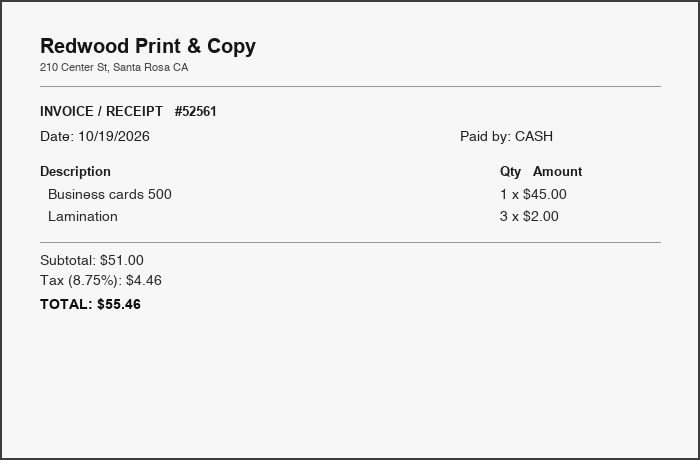 Redwood Print & Copy
210 Center St, Santa Rosa CA
INVOICE / RECEIPT #52561
Date: 10/19/2026 Paid by: CASH
Description Qty Amount
Business cards 500 1 x $45.00
Lamination 3 x $2.00
Subtotal: $51.00
Tax (8.75%): $4.46
TOTAL: $55.46